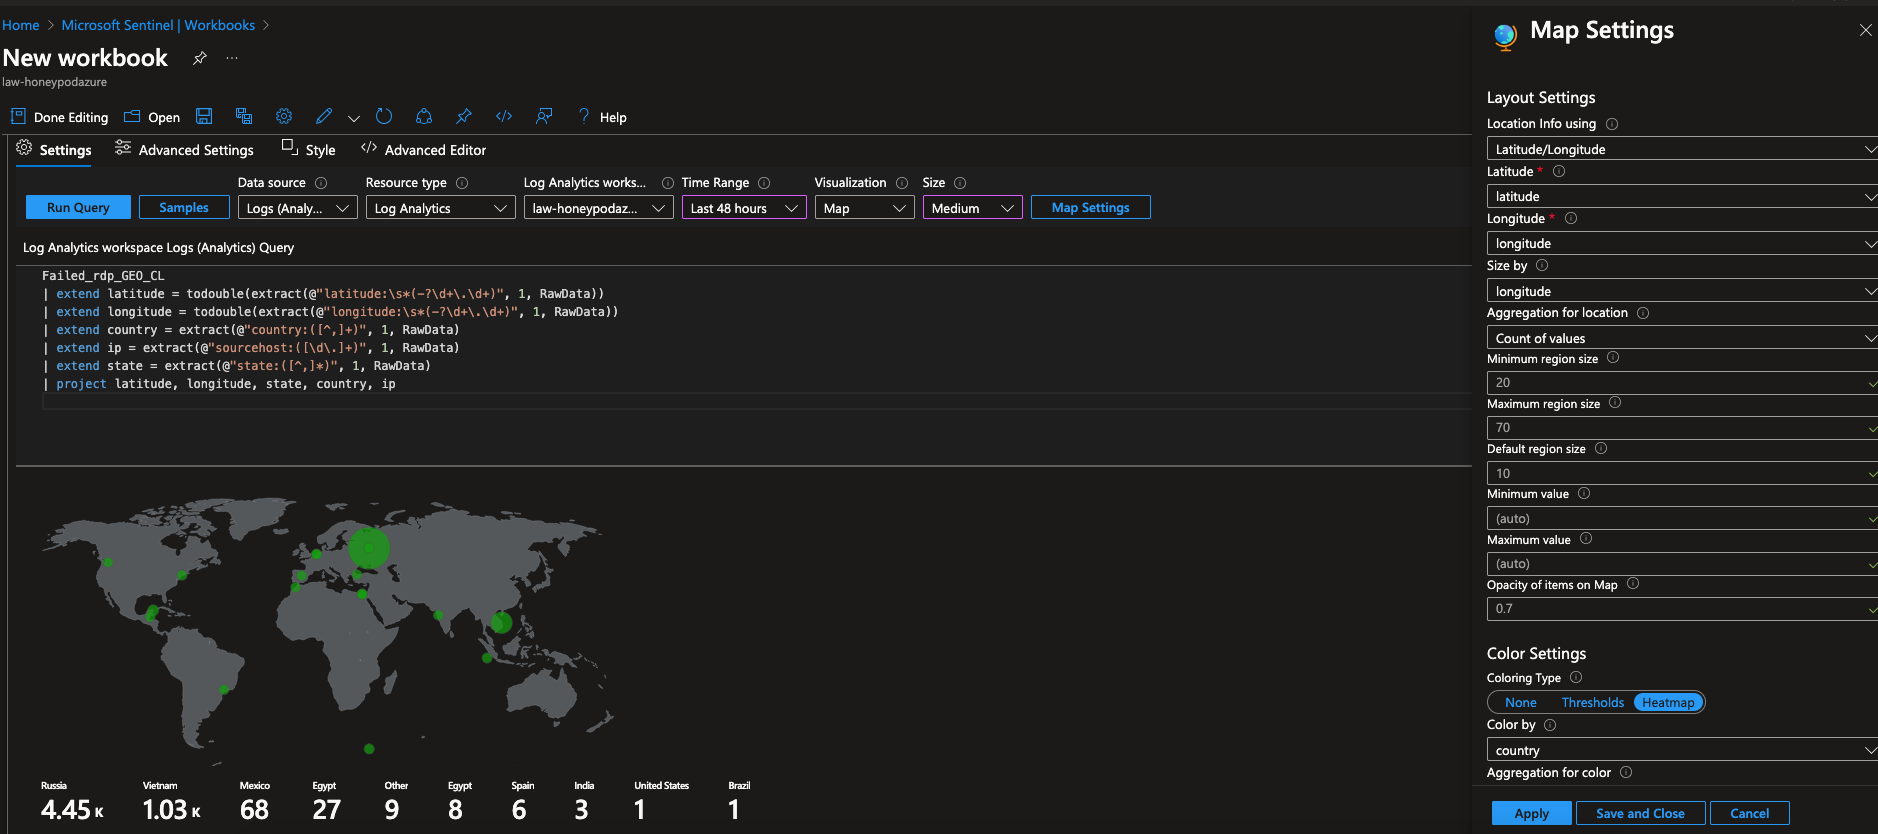 Home > Microsoft Sentinel | Workbooks >
New workbook ...
law-honeypodazure
Done Editing Open Help
Settings Advanced Settings Style Advanced Editor
Data source Resource type Log Analytics works... Time Range Visualization Size
Run Query Samples Logs (Analy... Log Analytics law-honeypodaz... Last 48 hours Map Medium Map Settings
Log Analytics workspace Logs (Analytics) Query
Failed_rdp_GEO_CL
| extend latitude = todouble(extract(@"latitude:\s*(-?\d+\.\d+)", 1, RawData))
| extend longitude = todouble(extract(@"longitude:\s*(-?\d+\.\d+)", 1, RawData))
| extend country = extract(@"country:([^,]+)", 1, RawData)
| extend ip = extract(@"sourcehost:([\d\.]+)", 1, RawData)
| extend state = extract(@"state:([^,]*)", 1, RawData)
| project latitude, longitude, state, country, ip
Russia Vietnam Mexico Egypt Other Egypt Spain India United States Brazil
4.45 K 1.03 K 68 27 9 8 6 3 1 1
Map Settings
Layout Settings
Location Info using
Latitude/Longitude
Latitude *
latitude
Longitude *
longitude
Size by
longitude
Aggregation for location
Count of values
Minimum region size
20
Maximum region size
70
Default region size
10
Minimum value
(auto)
Maximum value
(auto)
Opacity of items on Map
0.7
Color Settings
Coloring Type
None Thresholds Heatmap
Color by
country
Aggregation for color
Apply Save and Close Cancel